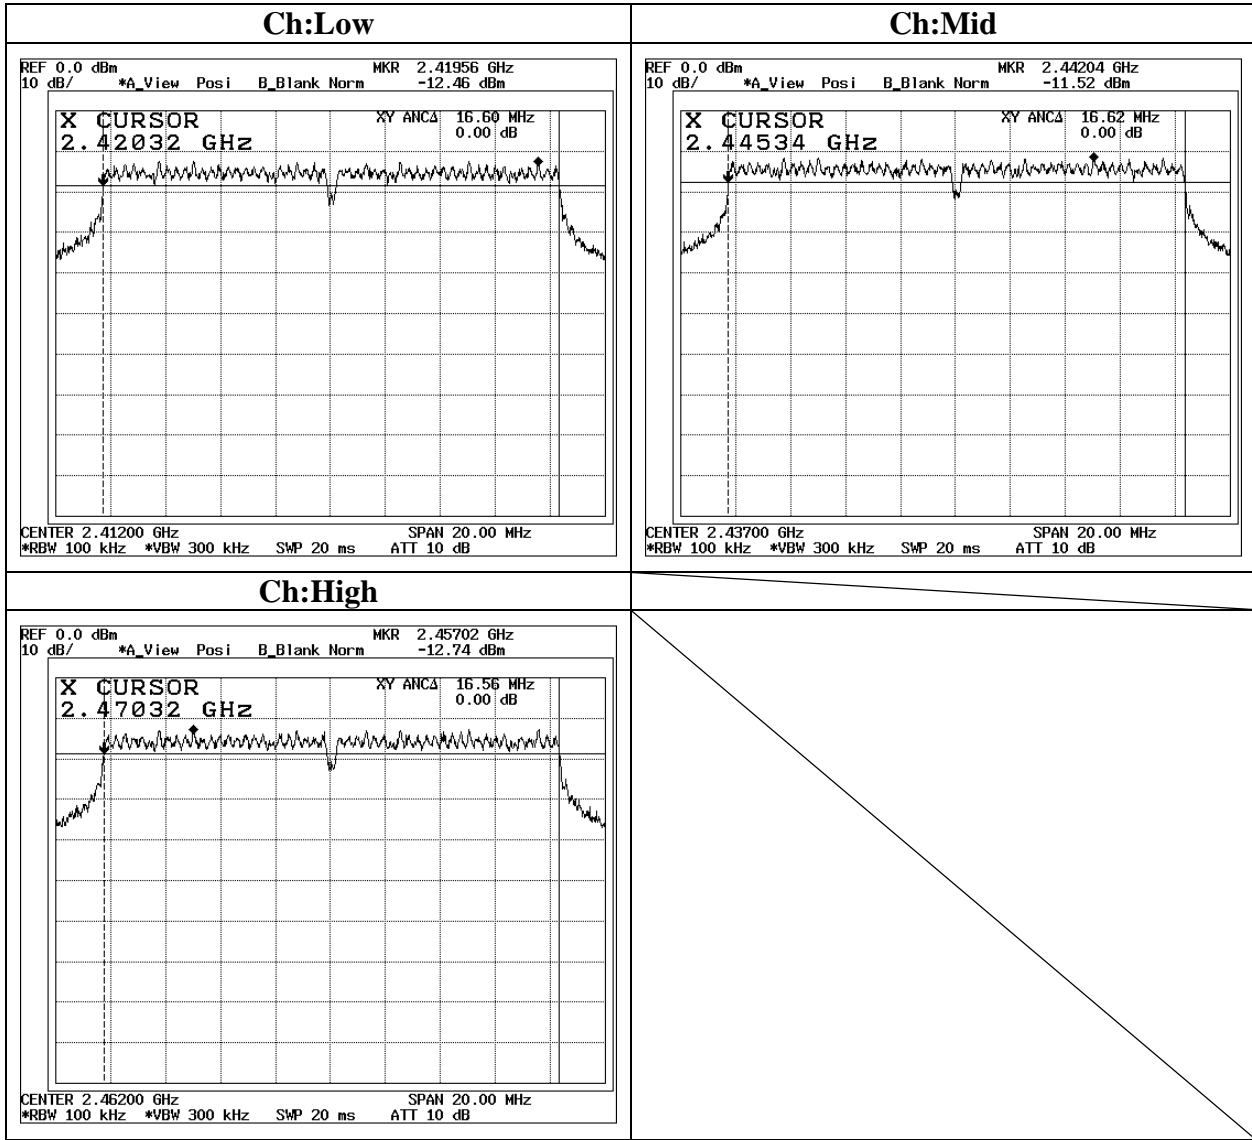 Ch:Low
REF 0.0 dBm MKR 2.41956 GHz
10 dB/ *A_View Posi B_Blank Norm -12.46 dBm
X CURSOR XY ANCΔ 16.60 MHz
2.42032 GHz 0.00 dB
CENTER 2.41200 GHz SPAN 20.00 MHz
*RBW 100 kHz *VBW 300 kHz SWP 20 ms ATT 10 dB
Ch:Mid
REF 0.0 dBm MKR 2.44204 GHz
10 dB/ *A_View Posi B_Blank Norm -11.52 dBm
X CURSOR XY ANCΔ 16.62 MHz
2.44534 GHz 0.00 dB
CENTER 2.43700 GHz SPAN 20.00 MHz
*RBW 100 kHz *VBW 300 kHz SWP 20 ms ATT 10 dB
Ch:High
REF 0.0 dBm MKR 2.45702 GHz
10 dB/ *A_View Posi B_Blank Norm -12.74 dBm
X CURSOR XY ANCΔ 16.56 MHz
2.47032 GHz 0.00 dB
CENTER 2.46200 GHz SPAN 20.00 MHz
*RBW 100 kHz *VBW 300 kHz SWP 20 ms ATT 10 dB